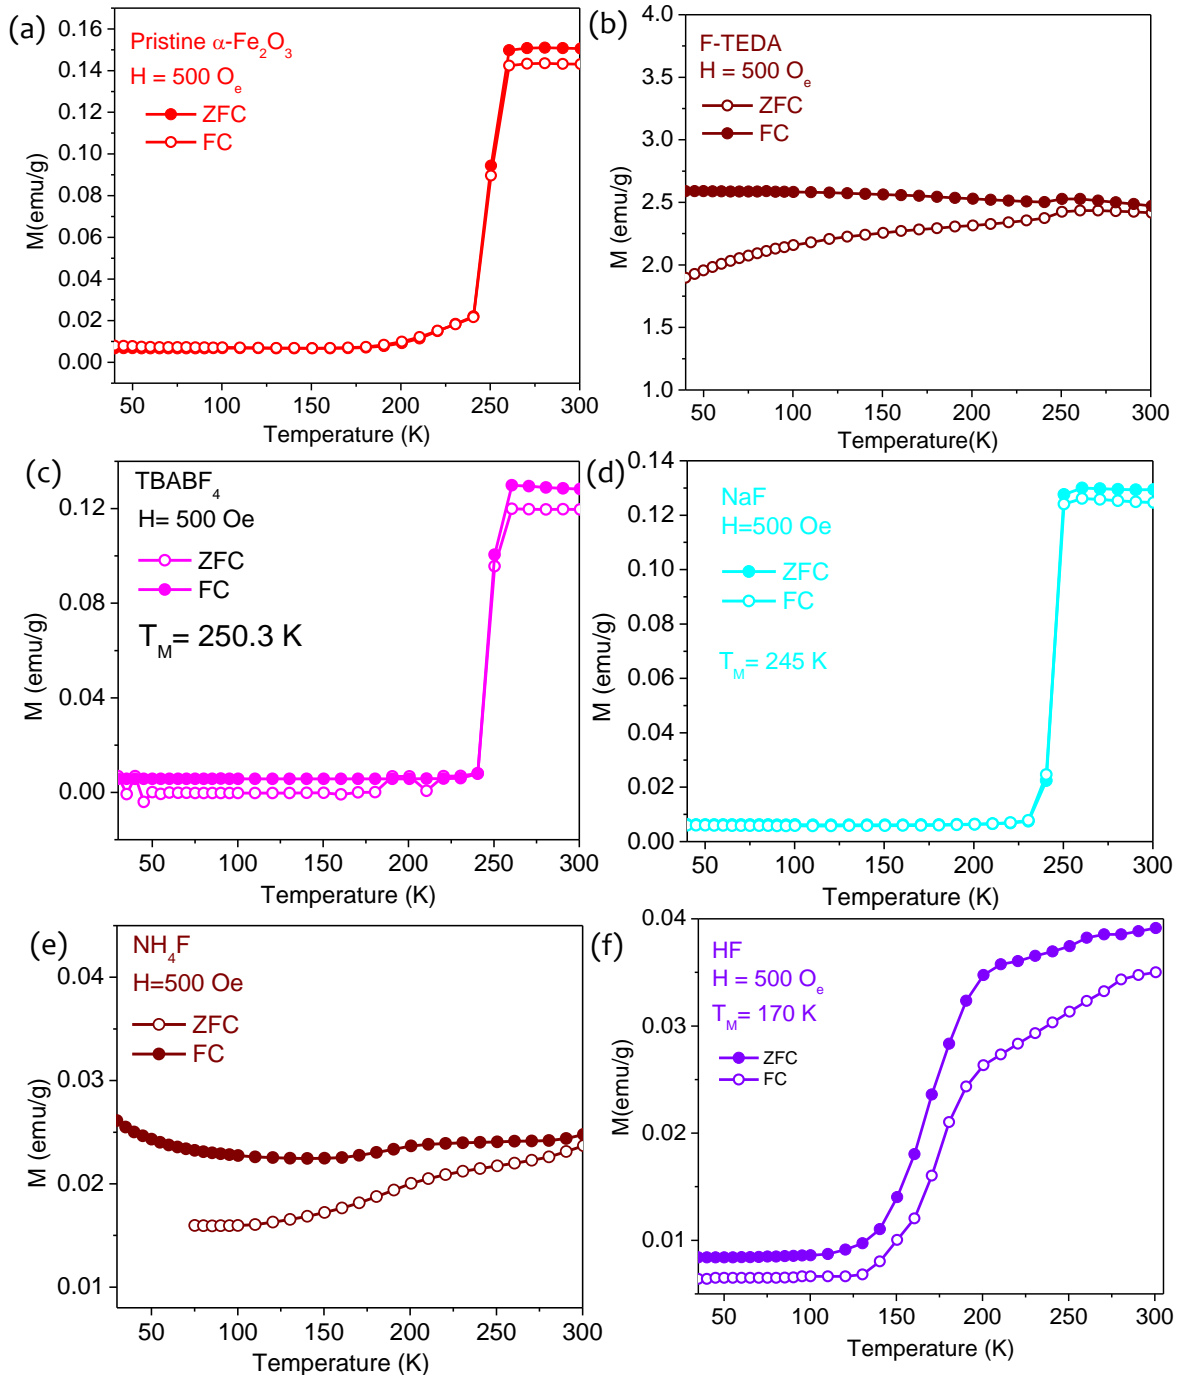 (a)
Pristine α-Fe₂O₃
H = 500 Oₑ
ZFC
FC
0.16
0.14
0.12
0.10
0.08
0.06
0.04
0.02
0.00
M(emu/g)
50 100 150 200 250 300
Temperature (K)
(b)
F-TEDA
H = 500 Oₑ
ZFC
FC
4.0
3.5
3.0
2.5
2.0
1.5
1.0
M (emu/g)
50 100 150 200 250 300
Temperature(K)
(c)
TBABF₄
H= 500 Oe
ZFC
FC
T_M= 250.3 K
0.12
0.08
0.04
0.00
M (emu/g)
50 100 150 200 250 300
Temperature (K)
(d)
NaF
H=500 Oe
ZFC
FC
T_M= 245 K
0.14
0.12
0.10
0.08
0.06
0.04
0.02
0.00
M (emu/g)
50 100 150 200 250 300
Temperature (K)
(e)
NH₄F
H=500 Oe
ZFC
FC
0.04
0.03
0.02
0.01
M (emu/g)
50 100 150 200 250 300
Temperature (K)
(f)
HF
H = 500 Oₑ
T_M= 170 K
ZFC
FC
0.04
0.03
0.02
0.01
M(emu/g)
50 100 150 200 250 300
Temperature (K)